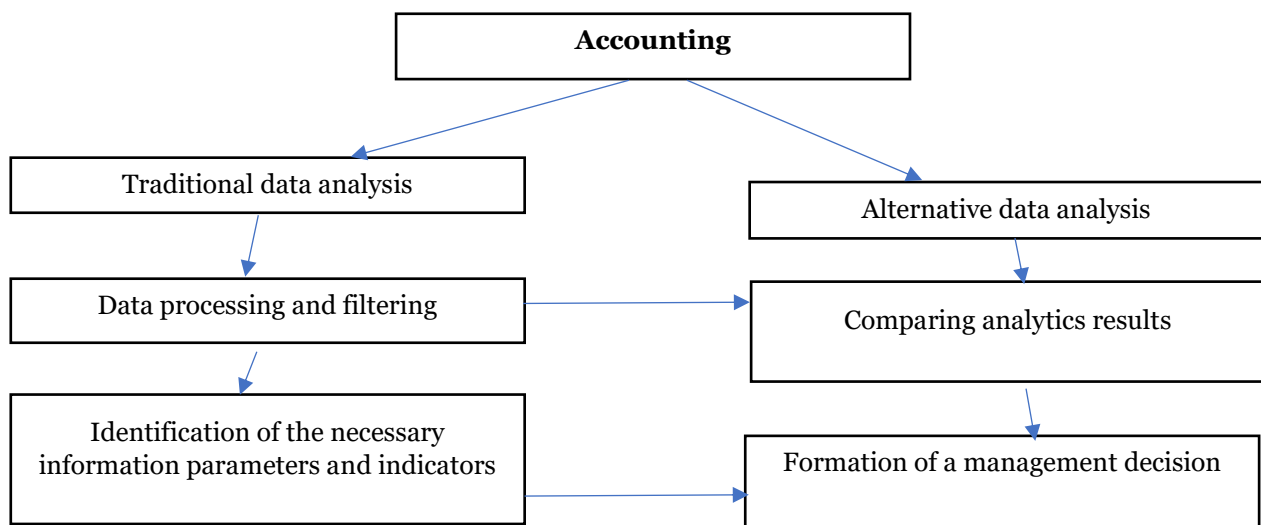 Accounting
Traditional data analysis
Alternative data analysis
Data processing and filtering
Comparing analytics results
Identification of the necessary
information parameters and indicators
Formation of a management decision